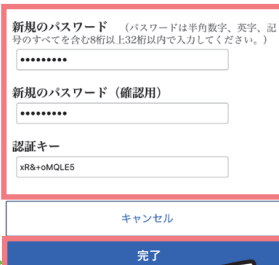 新規のパスワード （パスワードは半角数字、英字、記
号のすべてを含む8桁以上32桁以内で入力してください。）
•••••••••
新規のパスワード（確認用）
•••••••••
認証キー
xR&+oMQLE5
キャンセル
完了